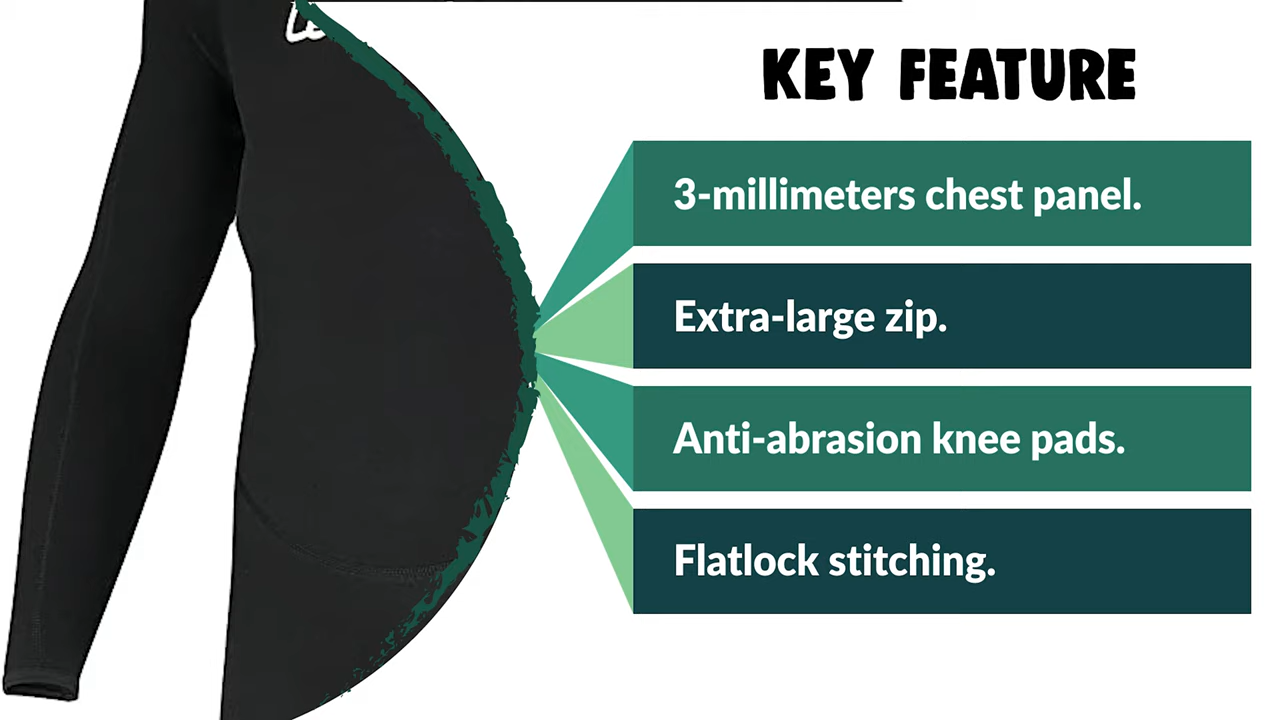 KEY FEATURE
3-millimeters chest panel.
Extra-large zip.
Anti-abrasion knee pads.
Flatlock stitching.